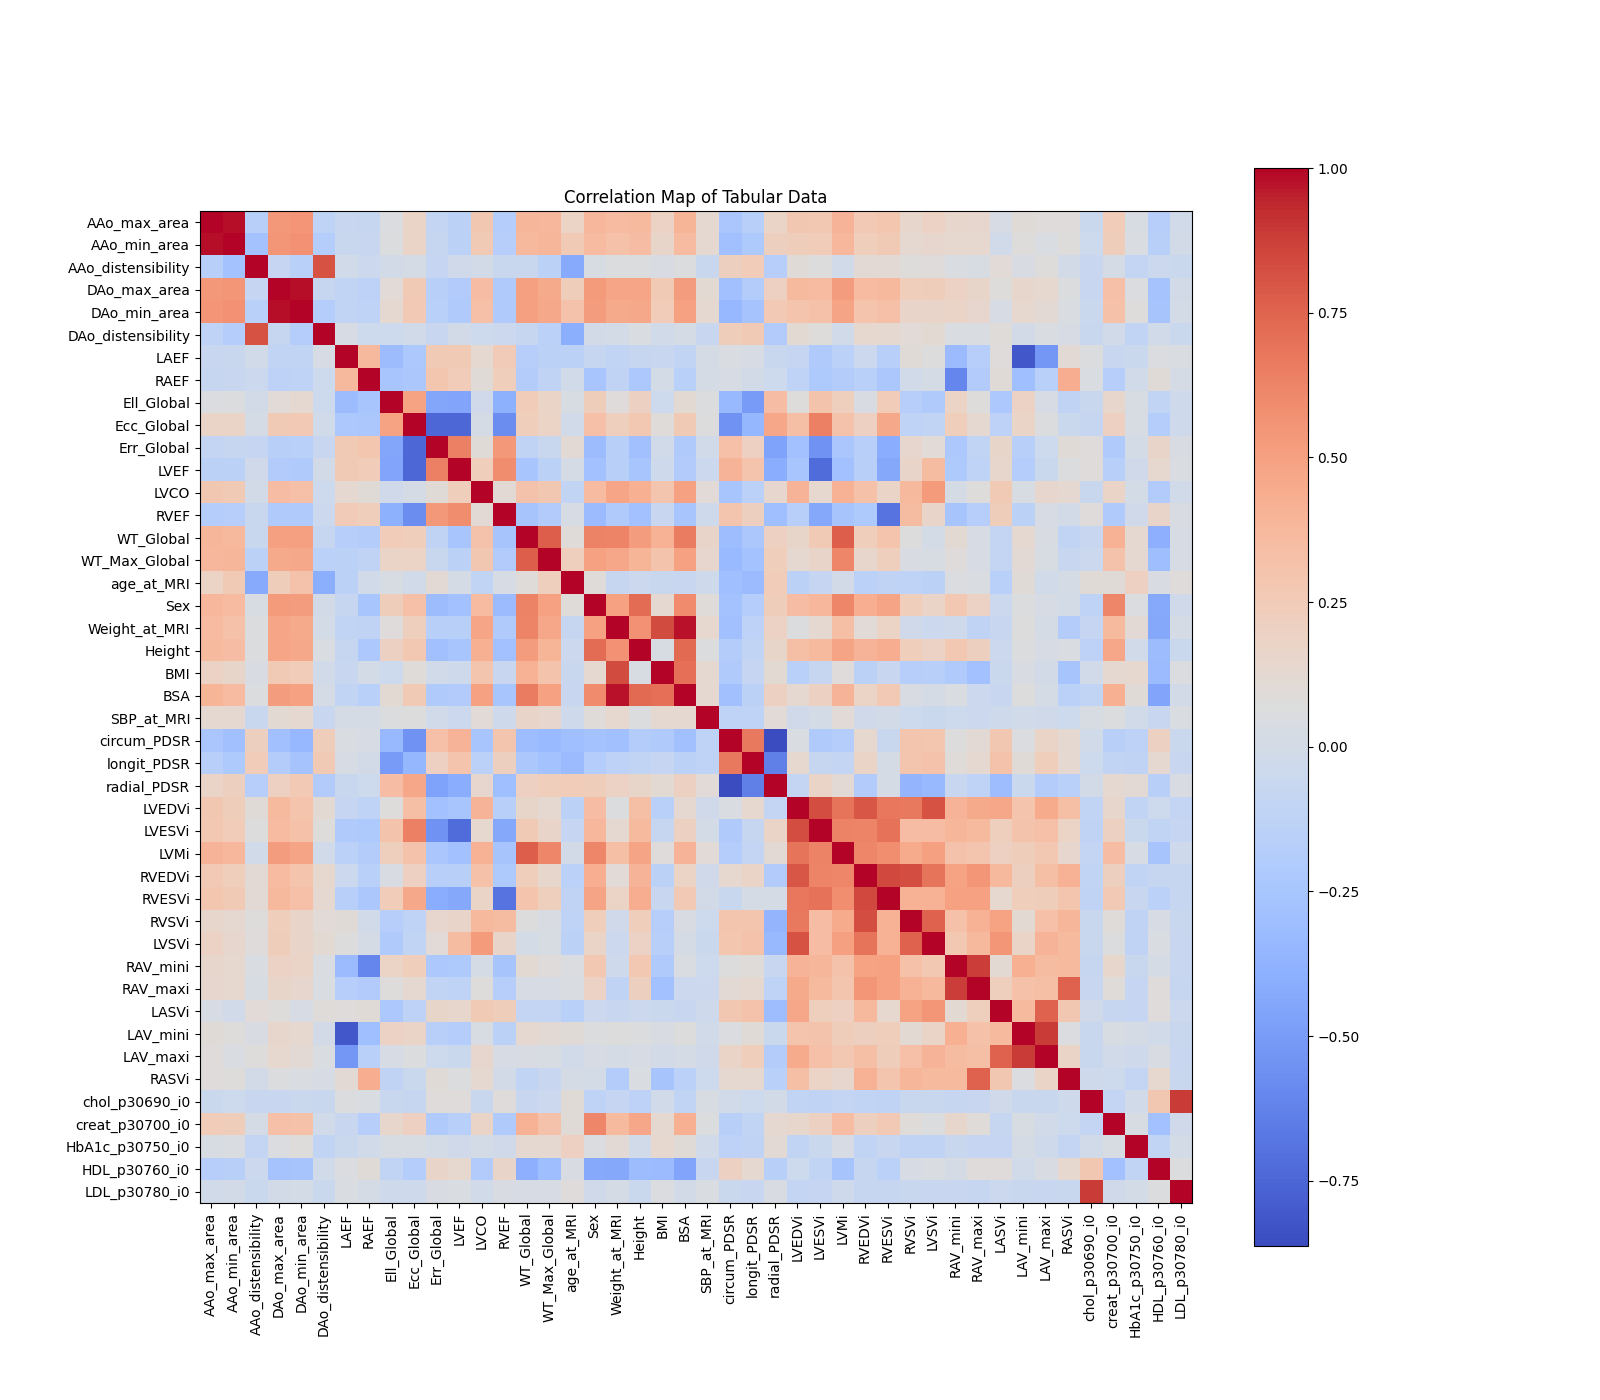 Correlation Map of Tabular Data
AAo_max_area
AAo_min_area
AAo_distensibility
DAo_max_area
DAo_min_area
DAo_distensibility
LAEF
RAEF
Ell_Global
Ecc_Global
Err_Global
LVEF
LVCO
RVEF
WT_Global
WT_Max_Global
age_at_MRI
Sex
Weight_at_MRI
Height
BMI
BSA
SBP_at_MRI
circum_PDSR
longit_PDSR
radial_PDSR
LVEDVi
LVESVi
LVMi
RVEDVi
RVESVi
RVSVi
LVSVi
RAV_mini
RAV_maxi
LASVi
LAV_mini
LAV_maxi
RASVi
chol_p30690_i0
creat_p30700_i0
HbA1c_p30750_i0
HDL_p30760_i0
LDL_p30780_i0
AAo_max_area
AAo_min_area
AAo_distensibility
DAo_max_area
DAo_min_area
DAo_distensibility
LAEF
RAEF
Ell_Global
Ecc_Global
Err_Global
LVEF
LVCO
RVEF
WT_Global
WT_Max_Global
age_at_MRI
Sex
Weight_at_MRI
Height
BMI
BSA
SBP_at_MRI
circum_PDSR
longit_PDSR
radial_PDSR
LVEDVi
LVESVi
LVMi
RVEDVi
RVESVi
RVSVi
LVSVi
RAV_mini
RAV_maxi
LASVi
LAV_mini
LAV_maxi
RASVi
chol_p30690_i0
creat_p30700_i0
HbA1c_p30750_i0
HDL_p30760_i0
LDL_p30780_i0
1.00
0.75
0.50
0.25
0.00
−0.25
−0.50
−0.75